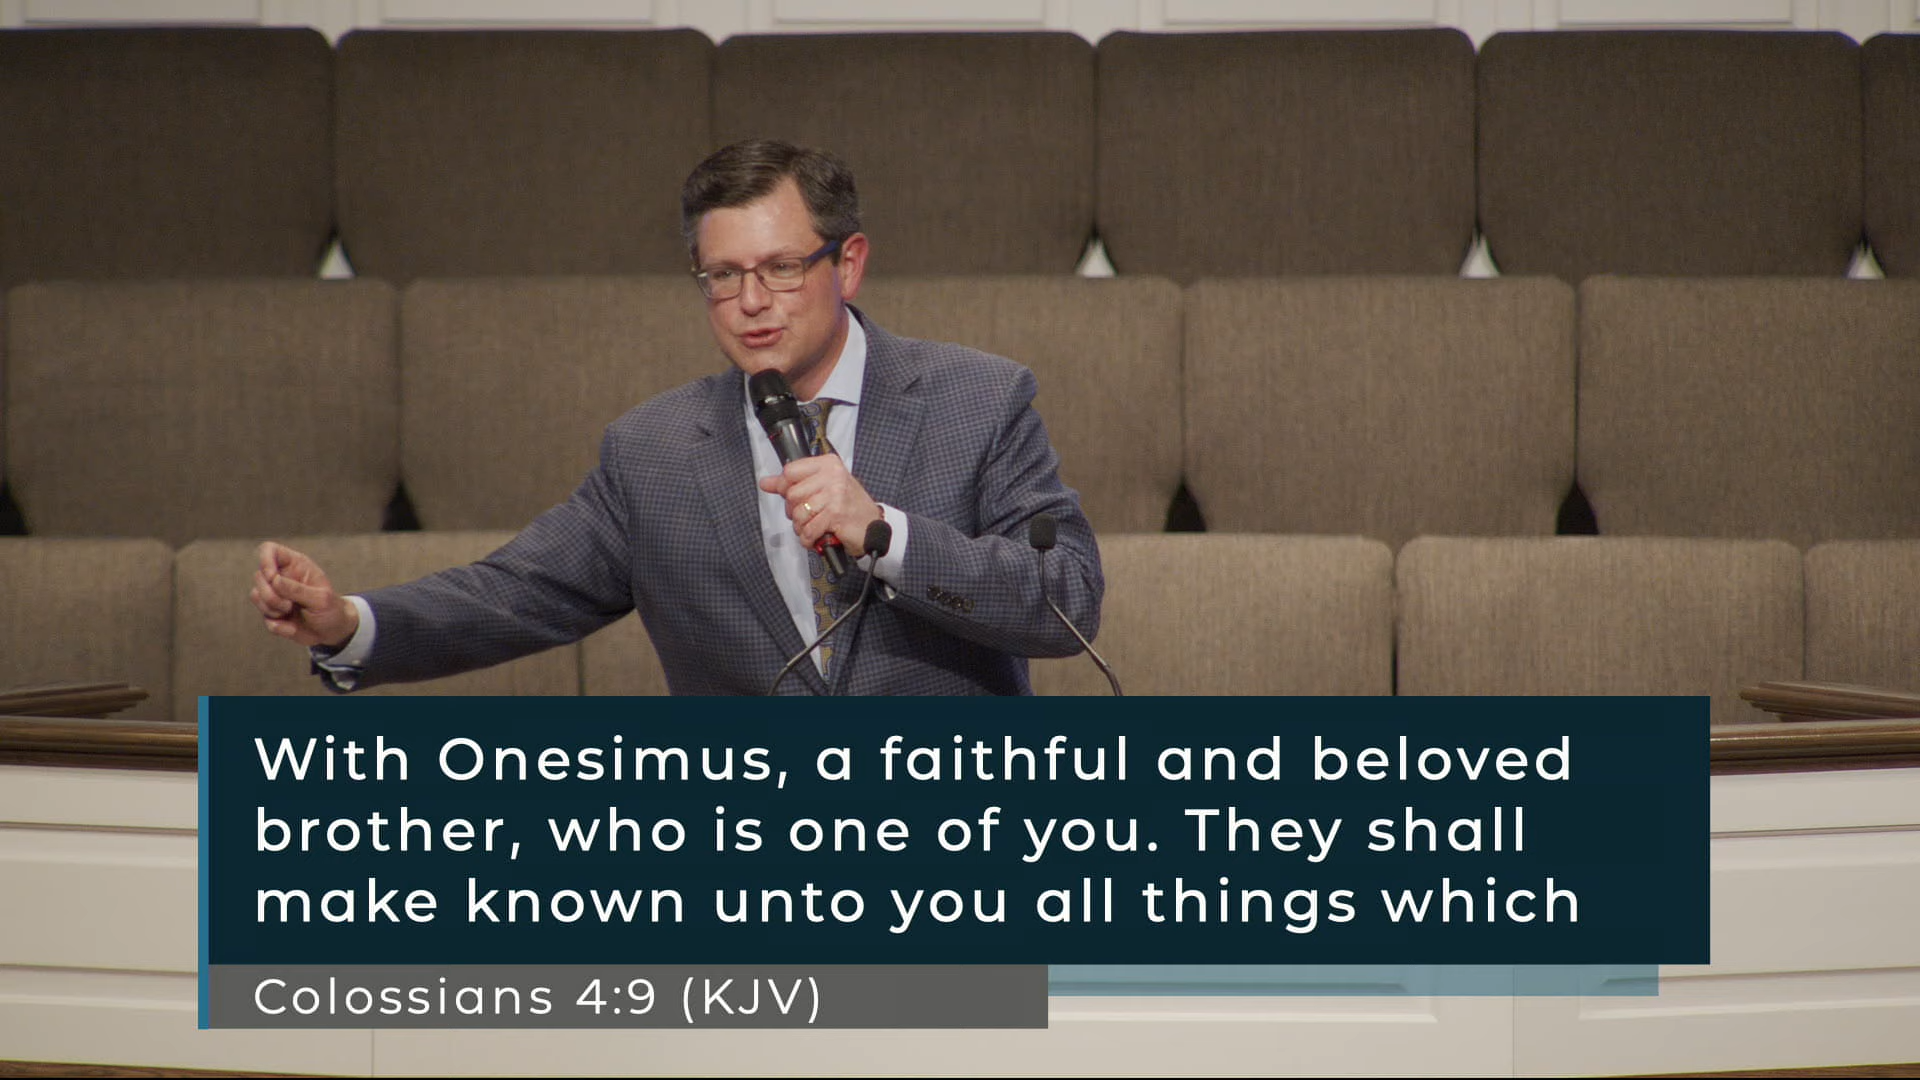 With Onesimus, a faithful and beloved
brother, who is one of you. They shall
make known unto you all things which
Colossians 4:9 (KJV)